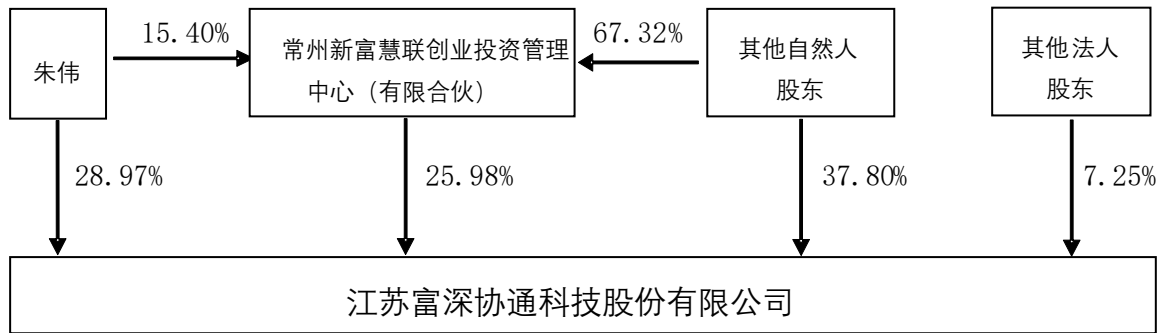 15.40%
67.32%
朱伟
常州新富慧联创业投资管理
中心（有限合伙）
其他自然人
股东
其他法人
股东
28.97%
25.98%
37.80%
7.25%
江苏富深协通科技股份有限公司